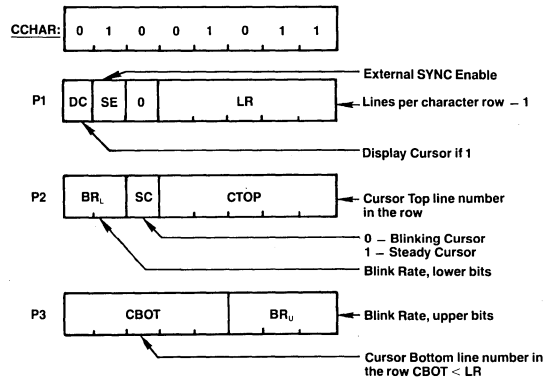 CCHAR: 0 1 0 0 1 0 1 1
External SYNC Enable
P1 DC SE 0 LR Lines per character row – 1
Display Cursor if 1
P2 BRL SC CTOP Cursor Top line number
in the row
0 – Blinking Cursor
1 – Steady Cursor
Blink Rate, lower bits
P3 CBOT BRU Blink Rate, upper bits
Cursor Bottom line number in
the row CBOT < LR